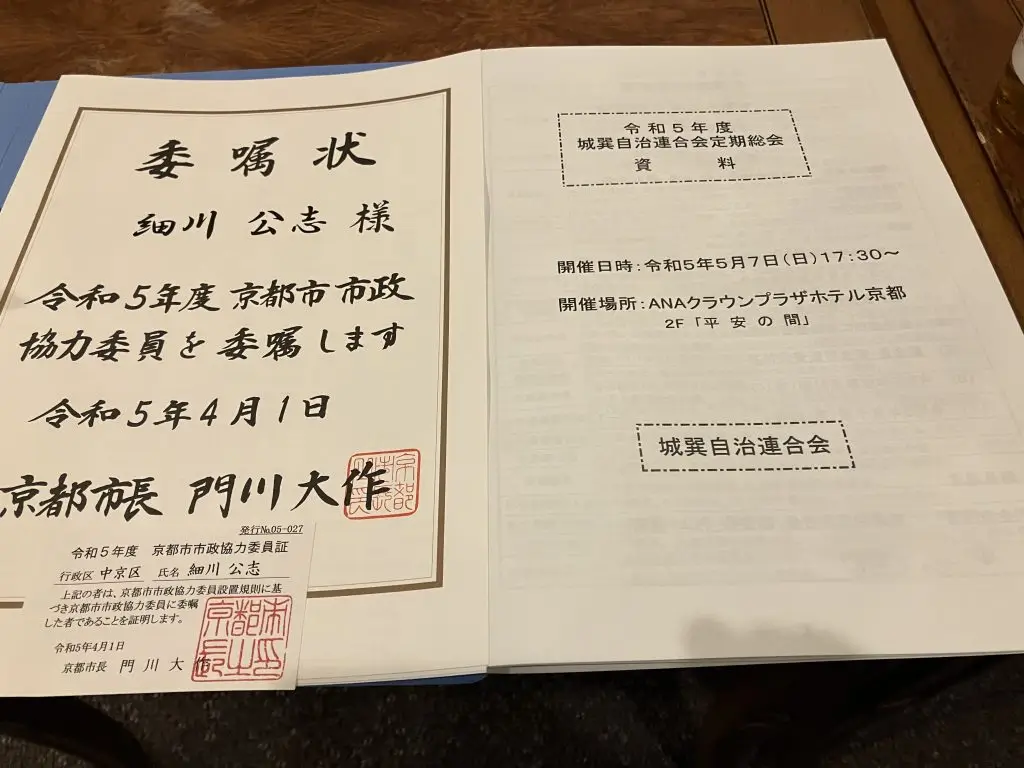 委嘱状
細川 公志 様
令和5年度 京都市市政
協力委員を委嘱します
令和5年4月1日
京都市長 門川大作
発行№05-027
令和5年度 京都市市政協力委員証
行政区 中京区 氏名 細川 公志
上記の者は、京都市市政協力委員設置規則に基
づき京都市市政協力委員に委嘱
した者であることを証明します。
令和5年4月1日
京都市長 門川大作
令和5年度
城巽自治連合会定期総会
資料
開催日時:令和5年5月7日(日)17:30~
開催場所:ANAクラウンプラザホテル京都
2F「平安の間」
城巽自治連合会